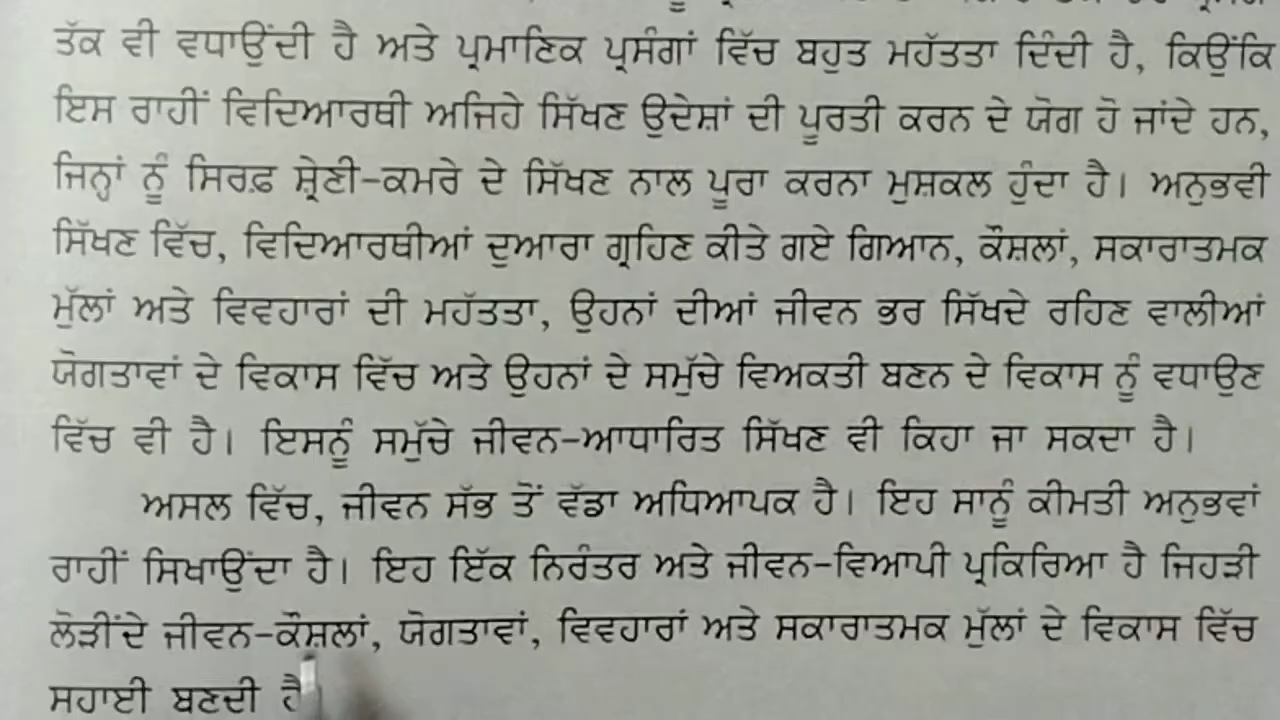 ਤੱਕ ਵੀ ਵਧਾਉਂਦੀ ਹੈ ਅਤੇ ਪ੍ਰਮਾਣਿਕ ਪ੍ਰਸੰਗਾਂ ਵਿੱਚ ਬਹੁਤ ਮਹੱਤਤਾ ਦਿੰਦੀ ਹੈ, ਕਿਉਂਕਿ
ਇਸ ਰਾਹੀਂ ਵਿਦਿਆਰਥੀ ਅਜਿਹੇ ਸਿੱਖਣ ਉਦੇਸ਼ਾਂ ਦੀ ਪੂਰਤੀ ਕਰਨ ਦੇ ਯੋਗ ਹੋ ਜਾਂਦੇ ਹਨ,
ਜਿਨ੍ਹਾਂ ਨੂੰ ਸਿਰਫ਼ ਸ਼੍ਰੇਣੀ-ਕਮਰੇ ਦੇ ਸਿੱਖਣ ਨਾਲ ਪੂਰਾ ਕਰਨਾ ਮੁਸ਼ਕਲ ਹੁੰਦਾ ਹੈ। ਅਨੁਭਵੀ
ਸਿੱਖਣ ਵਿੱਚ, ਵਿਦਿਆਰਥੀਆਂ ਦੁਆਰਾ ਗ੍ਰਹਿਣ ਕੀਤੇ ਗਏ ਗਿਆਨ, ਕੌਸ਼ਲਾਂ, ਸਕਾਰਾਤਮਕ
ਮੁੱਲਾਂ ਅਤੇ ਵਿਵਹਾਰਾਂ ਦੀ ਮਹੱਤਤਾ, ਉਹਨਾਂ ਦੀਆਂ ਜੀਵਨ ਭਰ ਸਿੱਖਦੇ ਰਹਿਣ ਵਾਲੀਆਂ
ਯੋਗਤਾਵਾਂ ਦੇ ਵਿਕਾਸ ਵਿੱਚ ਅਤੇ ਉਹਨਾਂ ਦੇ ਸਮੁੱਚੇ ਵਿਅਕਤੀ ਬਣਨ ਦੇ ਵਿਕਾਸ ਨੂੰ ਵਧਾਉਣ
ਵਿੱਚ ਵੀ ਹੈ। ਇਸਨੂੰ ਸਮੁੱਚੇ ਜੀਵਨ-ਆਧਾਰਿਤ ਸਿੱਖਣ ਵੀ ਕਿਹਾ ਜਾ ਸਕਦਾ ਹੈ।
ਅਸਲ ਵਿੱਚ, ਜੀਵਨ ਸੱਭ ਤੋਂ ਵੱਡਾ ਅਧਿਆਪਕ ਹੈ। ਇਹ ਸਾਨੂੰ ਕੀਮਤੀ ਅਨੁਭਵਾਂ
ਰਾਹੀਂ ਸਿਖਾਉਂਦਾ ਹੈ। ਇਹ ਇੱਕ ਨਿਰੰਤਰ ਅਤੇ ਜੀਵਨ-ਵਿਆਪੀ ਪ੍ਰਕਿਰਿਆ ਹੈ ਜਿਹੜੀ
ਲੋੜੀਂਦੇ ਜੀਵਨ-ਕੌਸ਼ਲਾਂ, ਯੋਗਤਾਵਾਂ, ਵਿਵਹਾਰਾਂ ਅਤੇ ਸਕਾਰਾਤਮਕ ਮੁੱਲਾਂ ਦੇ ਵਿਕਾਸ ਵਿੱਚ
ਸਹਾਈ ਬਣਦੀ ਹੈ।